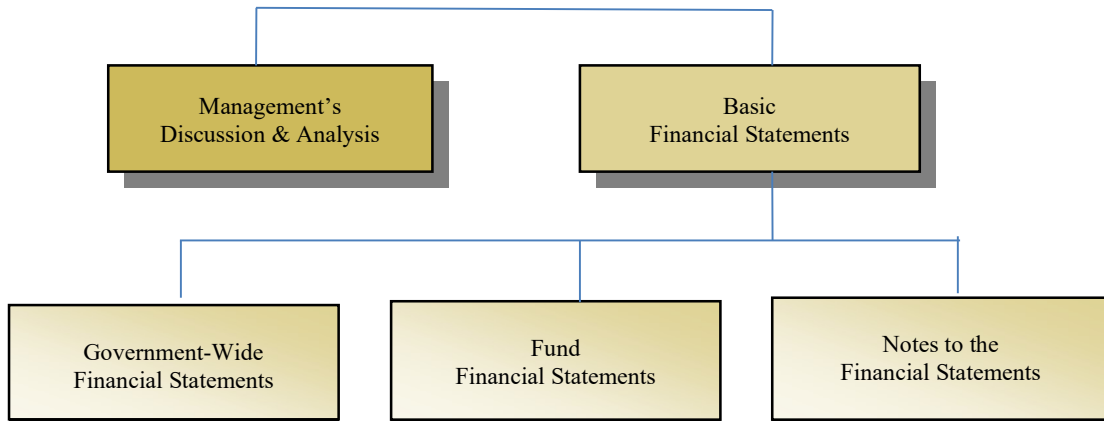 Management’s
Discussion & Analysis
Basic
Financial Statements
Government-Wide
Financial Statements
Fund
Financial Statements
Notes to the
Financial Statements